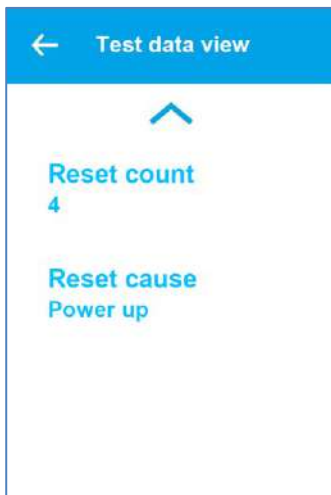 Test data view
Reset count
4
Reset cause
Power up